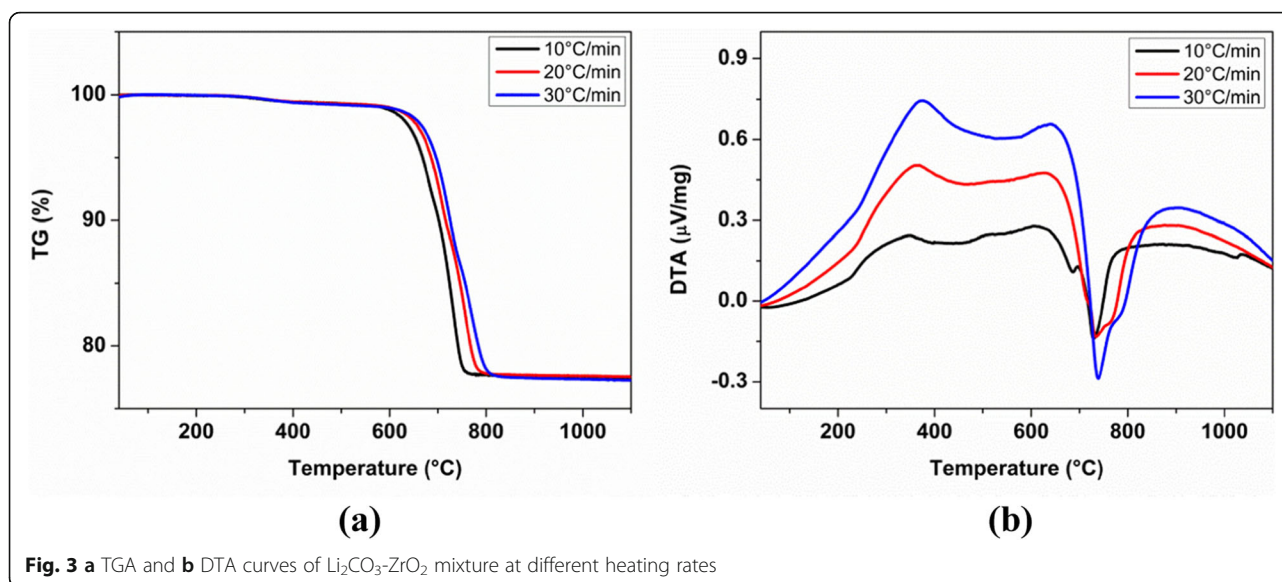 10°C/min
20°C/min
30°C/min
100
90
80
TG (%)
200 400 600 800 1000
Temperature (°C)
(a)
10°C/min
20°C/min
30°C/min
0.9
0.6
0.3
0.0
-0.3
DTA (μV/mg)
200 400 600 800 1000
Temperature (°C)
(b)
Fig. 3 a TGA and b DTA curves of Li₂CO₃-ZrO₂ mixture at different heating rates